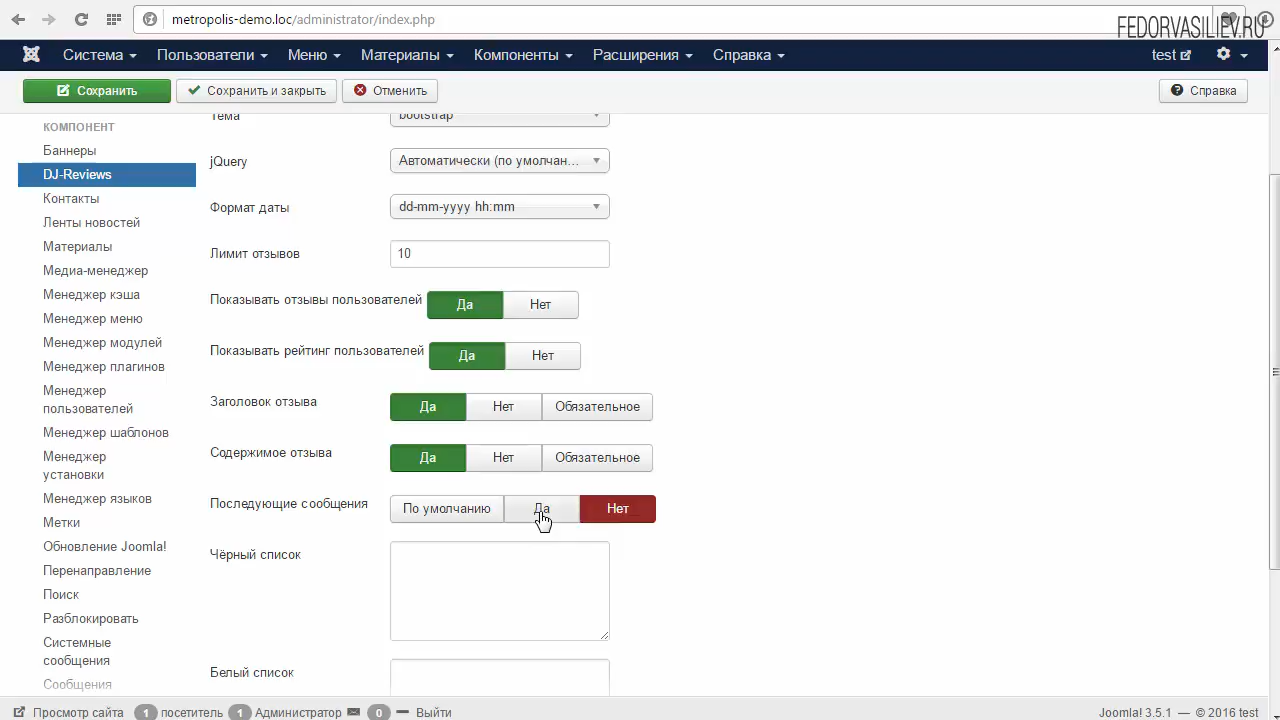 metropolis-demo.loc/administrator/index.php
FEDORVASILIEV.RU
Система Пользователи Меню Материалы Компоненты Расширения Справка test
Сохранить Сохранить и закрыть Отменить Справка
КОМПОНЕНТ
Баннеры
DJ-Reviews
Контакты
Ленты новостей
Материалы
Медиа-менеджер
Менеджер кэша
Менеджер меню
Менеджер модулей
Менеджер плагинов
Менеджер
пользователей
Менеджер шаблонов
Менеджер
установки
Менеджер языков
Метки
Обновление Joomla!
Перенаправление
Поиск
Разблокировать
Системные
сообщения
Сообщения
Тема bootstrap
jQuery Автоматически (по умолчан...
Формат даты dd-mm-yyyy hh:mm
Лимит отзывов 10
Показывать отзывы пользователей Да Нет
Показывать рейтинг пользователей Да Нет
Заголовок отзыва Да Нет Обязательное
Содержимое отзыва Да Нет Обязательное
Последующие сообщения По умолчанию Да Нет
Чёрный список
Белый список
Просмотр сайта 1 посетитель 1 Администратор 0 Выйти
Joomla! 3.5.1 — © 2016 test